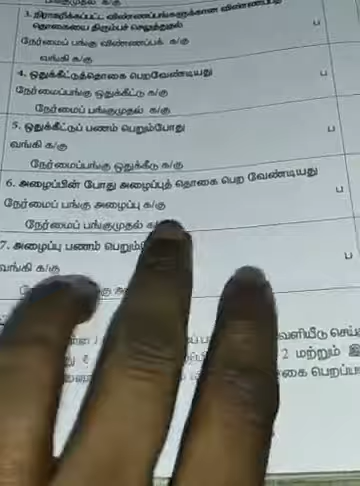 பங்குமுதல் க/கு
3. நிராகரிக்கப்பட்ட விண்ணப்பங்களுக்கான விண்ணப்பத்
தொகையை திரும்பச் செலுத்துதல் ப
நேர்மைப் பங்கு விண்ணப்பக் க/கு
வங்கி க/கு
4. ஒதுக்கீட்டுத்தொகை பெறவேண்டியது ப
நேர்மைப்பங்கு ஒதுக்கீட்டு க/கு
நேர்மைப் பங்குமுதல் க/கு
5. ஒதுக்கீட்டுப் பணம் பெறும்போது ப
வங்கி க/கு
நேர்மைப்பங்கு ஒதுக்கீடு க/கு
6. அழைப்பின் போது அழைப்புத் தொகை பெற வேண்டியது
நேர்மைப் பங்கு அழைப்பு க/கு ப
நேர்மைப் பங்குமுதல்
7. அழைப்பு பணம் பெறும் ப
வங்கி க/கு
வெளியீடு
2 மற்றும்